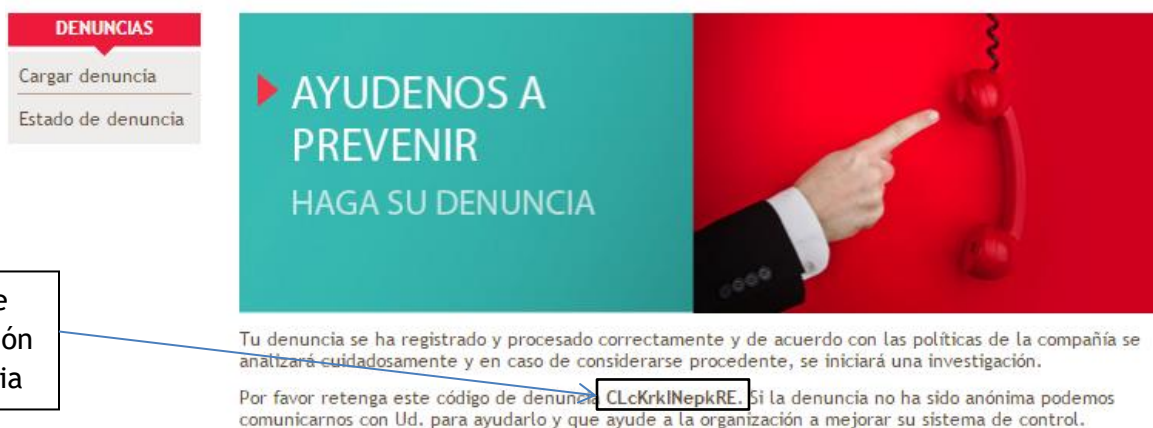 DENUNCIAS
Cargar denuncia
Estado de denuncia
AYUDENOS A
PREVENIR
HAGA SU DENUNCIA
e
ón
ia
Tu denuncia se ha registrado y procesado correctamente y de acuerdo con las políticas de la compañía se
analizará cuidadosamente y en caso de considerarse procedente, se iniciará una investigación.
Por favor retenga este código de denuncia CLcKrkINepkRE. Si la denuncia no ha sido anónima podemos
comunicarnos con Ud. para ayudarlo y que ayude a la organización a mejorar su sistema de control.